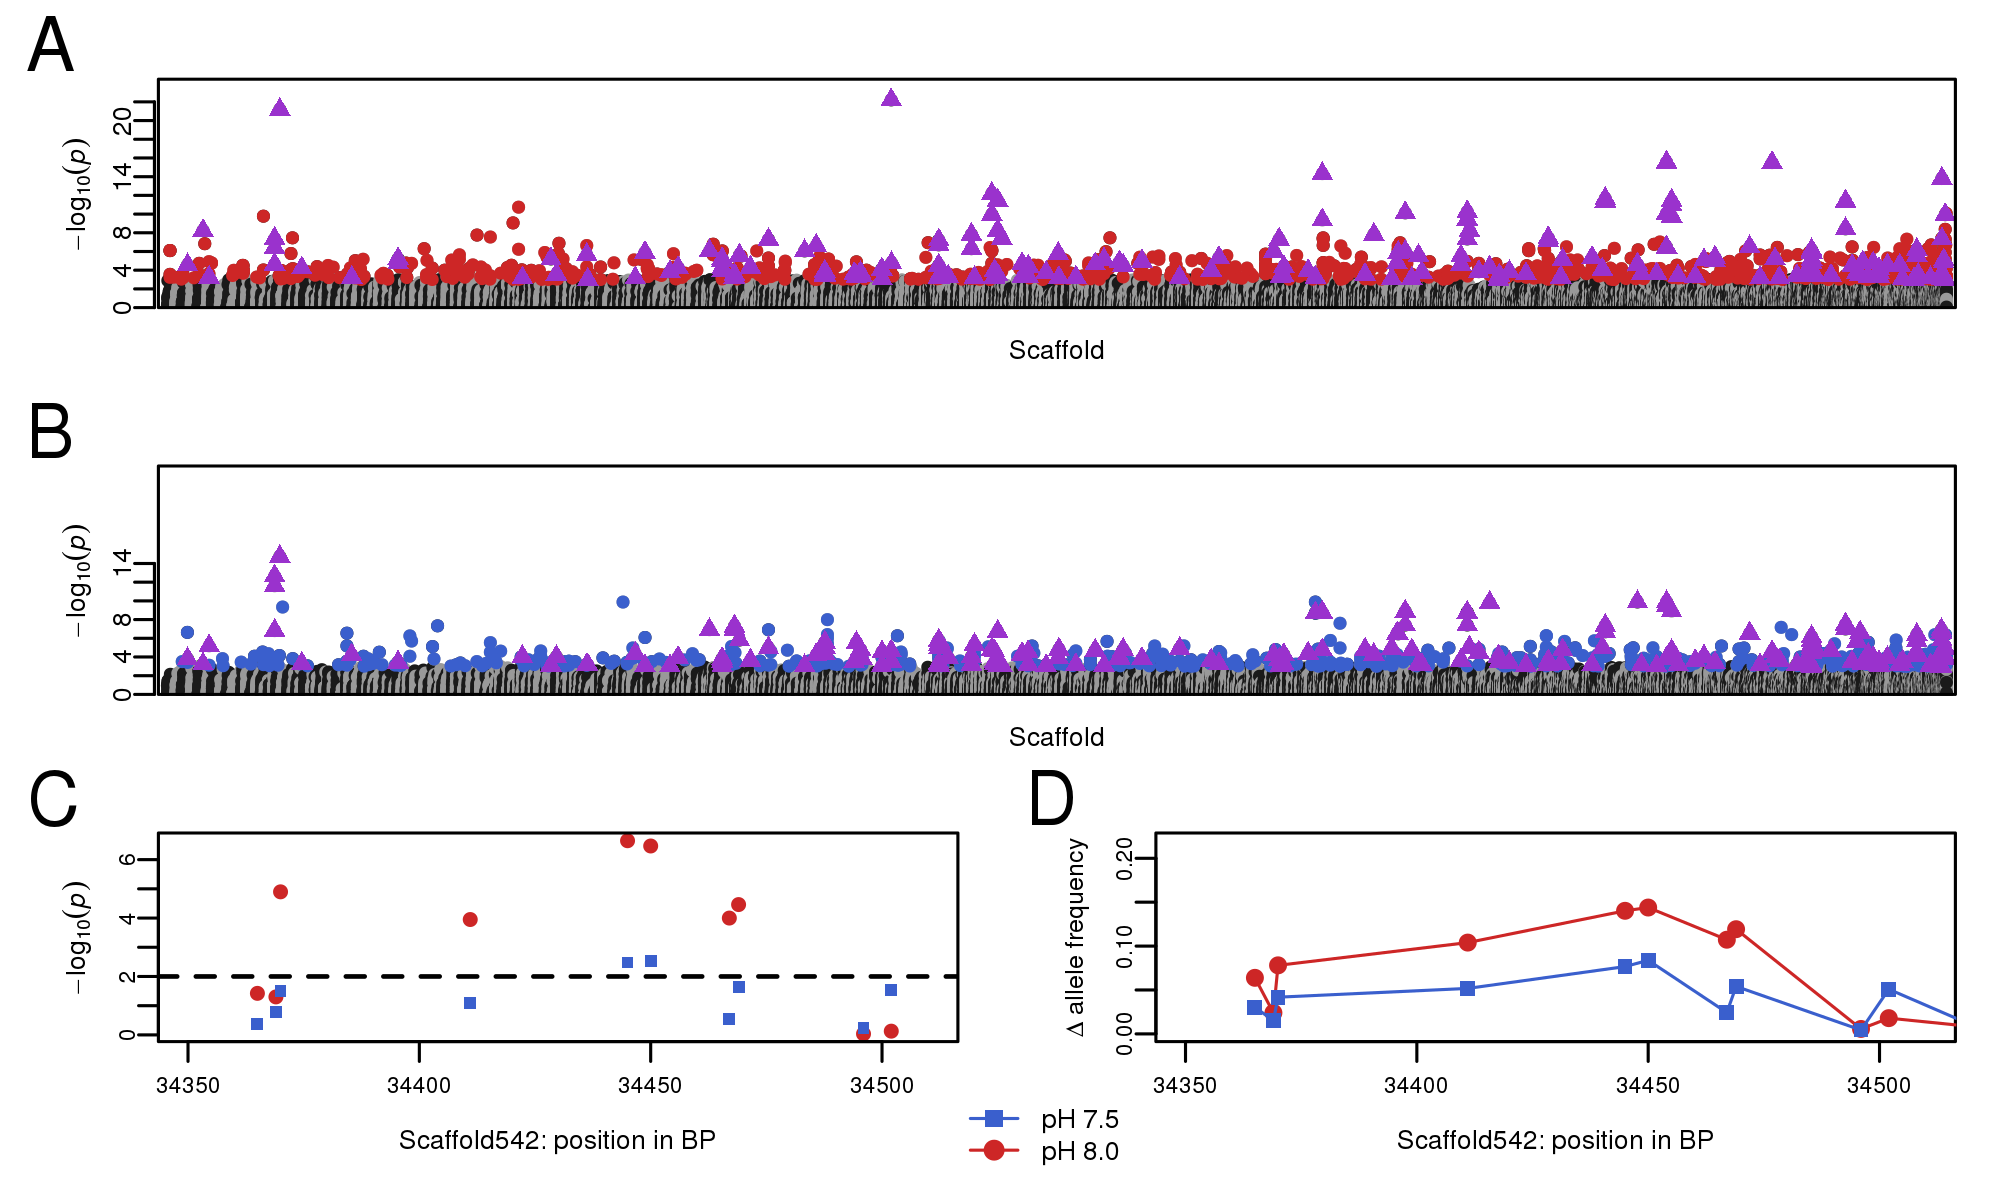 A
−log10(p)
20
14
8
4
0
Scaffold
B
−log10(p)
14
8
4
0
Scaffold
C
−log10(p)
6
4
2
0
34350 34400 34450 34500
Scaffold542: position in BP
D
Δ allele frequency
0.20
0.10
0.00
34350 34400 34450 34500
Scaffold542: position in BP
pH 7.5
pH 8.0